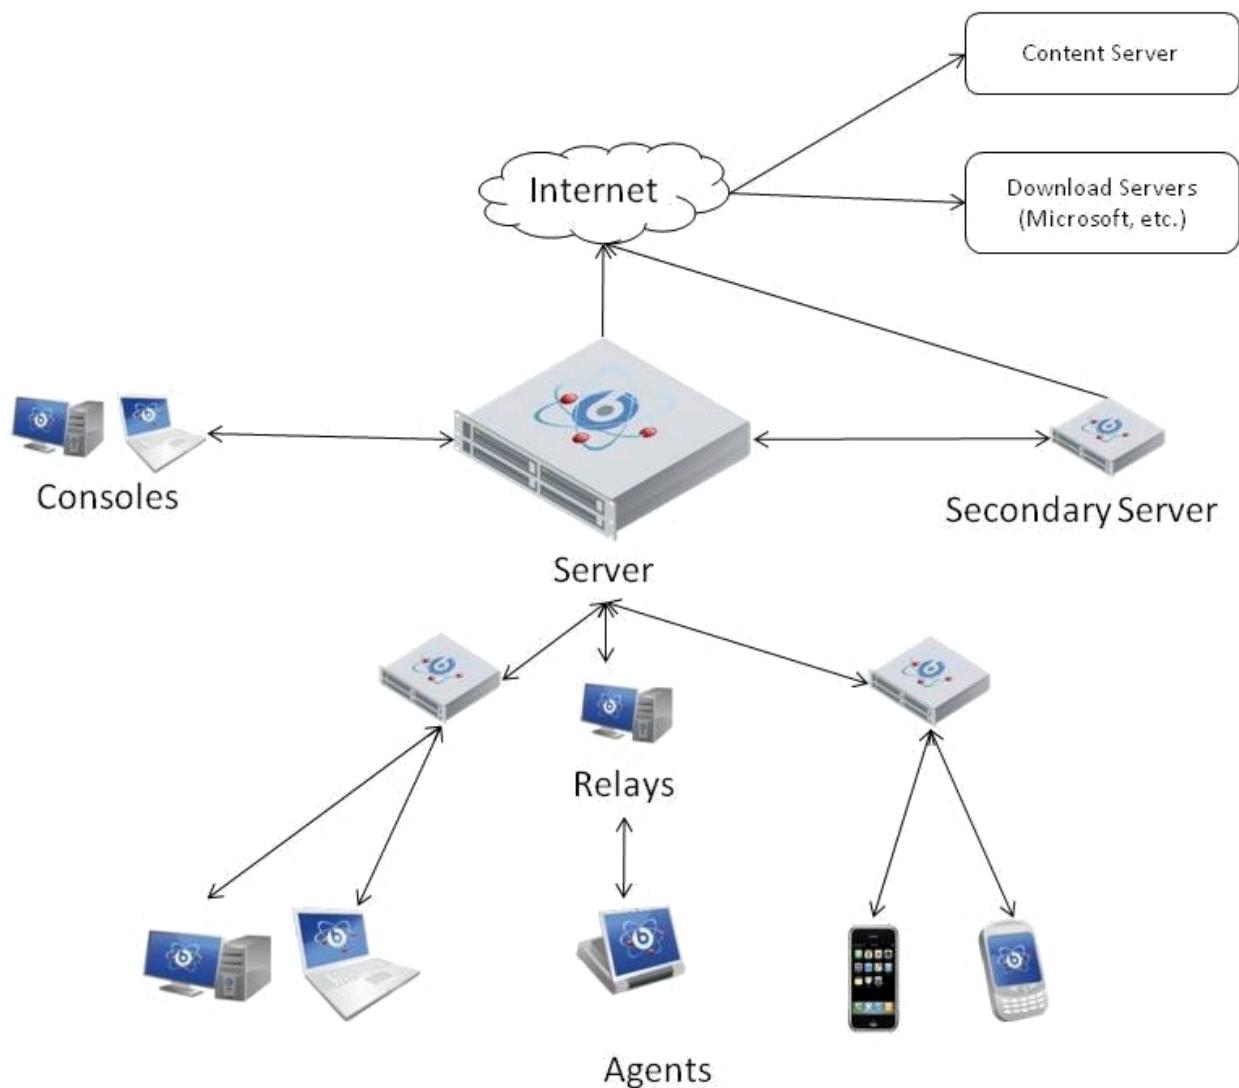 Content Server
Download Servers
(Microsoft, etc.)
Internet
Consoles
Secondary Server
Server
Relays
Agents